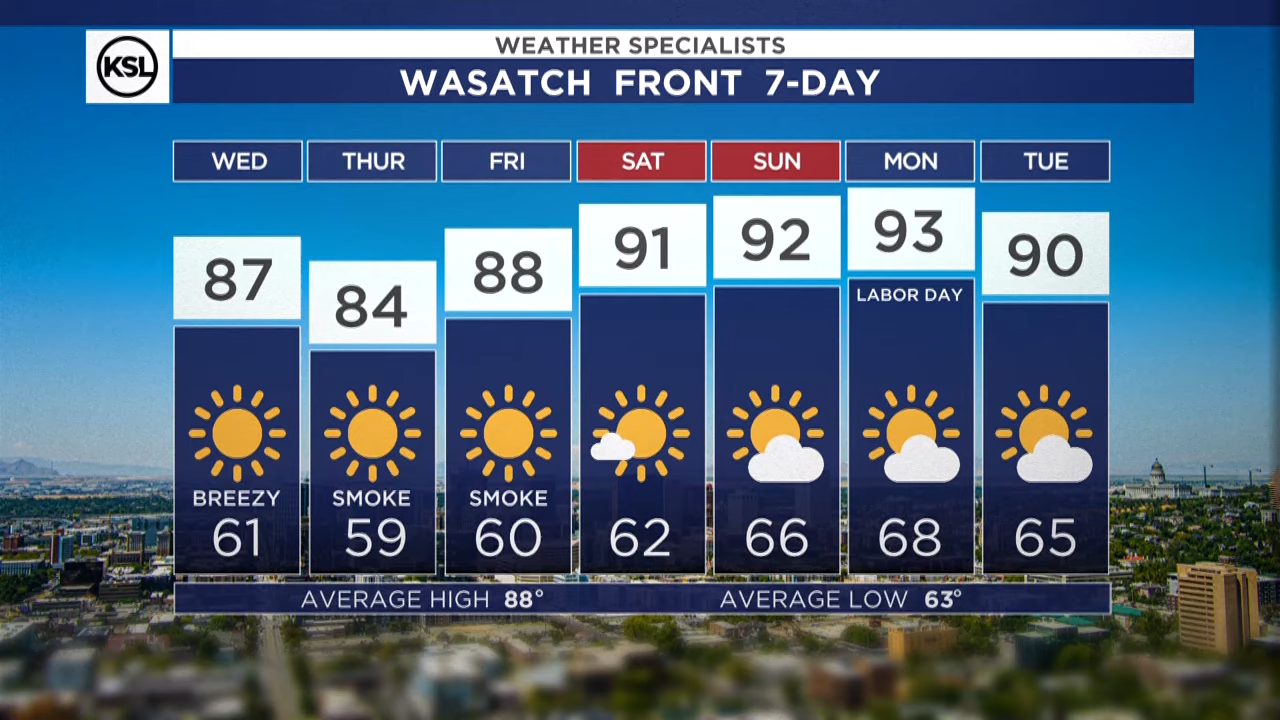 KSL
WEATHER SPECIALISTS
WASATCH FRONT 7-DAY
WED THUR FRI SAT SUN MON TUE
87 84 88 91 92 93 90
LABOR DAY
BREEZY SMOKE SMOKE
61 59 60 62 66 68 65
AVERAGE HIGH 88° AVERAGE LOW 63°